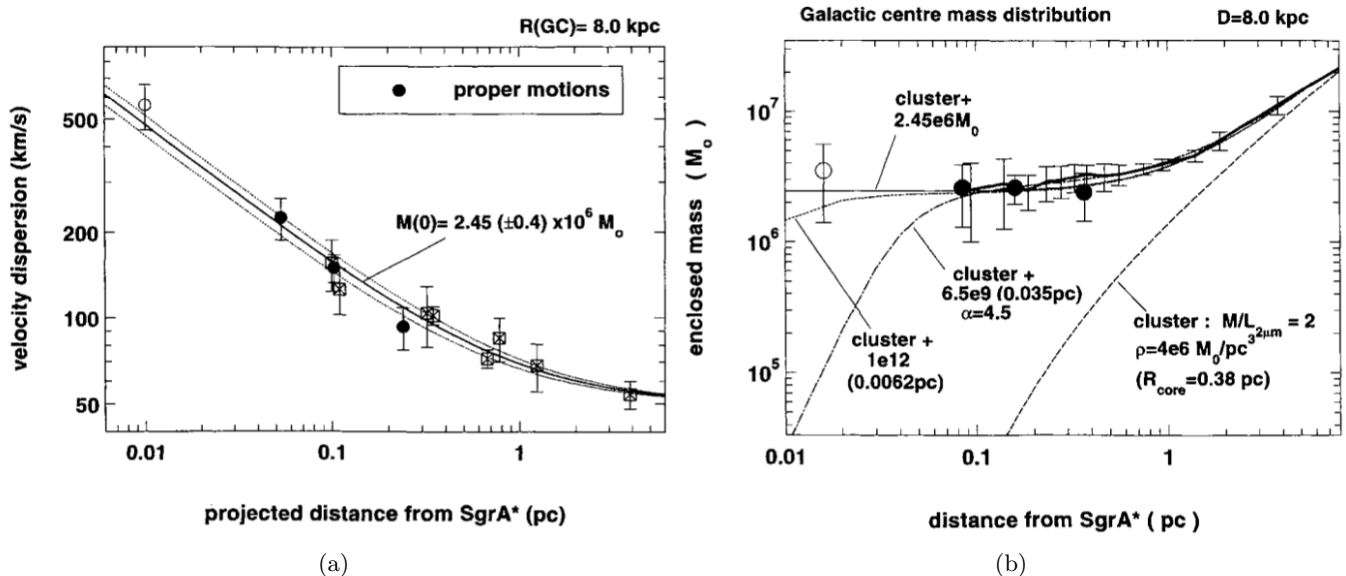 R(GC)= 8.0 kpc
velocity dispersion (km/s)
500
200
100
50
proper motions
M(0)= 2.45 (±0.4) x10^6 M_o
0.01
0.1
1
projected distance from SgrA* (pc)
(a)
Galactic centre mass distribution
D=8.0 kpc
enclosed mass ( M_o )
10^7
10^6
10^5
cluster+
2.45e6M_0
cluster +
6.5e9 (0.035pc)
α=4.5
cluster +
1e12
(0.0062pc)
cluster : M/L_2μm = 2
ρ=4e6 M_0/pc^3
(R_core=0.38 pc)
0.01
0.1
1
distance from SgrA* ( pc )
(b)